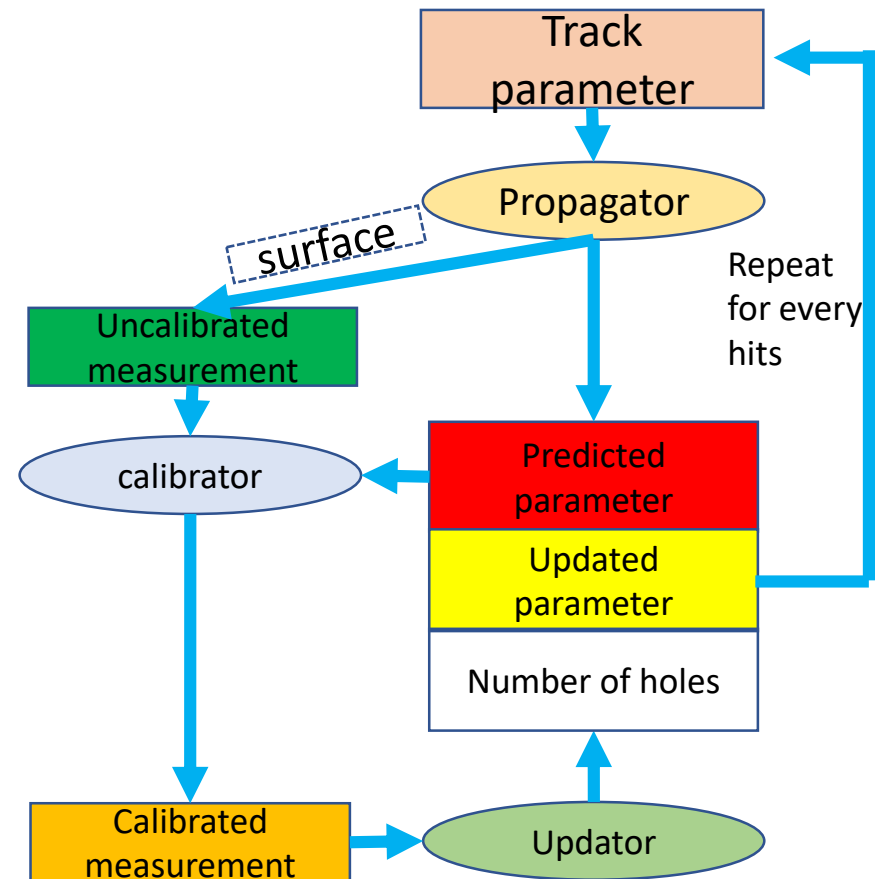 Track
parameter
Propagator
surface
Repeat
for every
hits
Uncalibrated
measurement
calibrator
Predicted
parameter
Updated
parameter
Number of holes
Calibrated
measurement
Updator